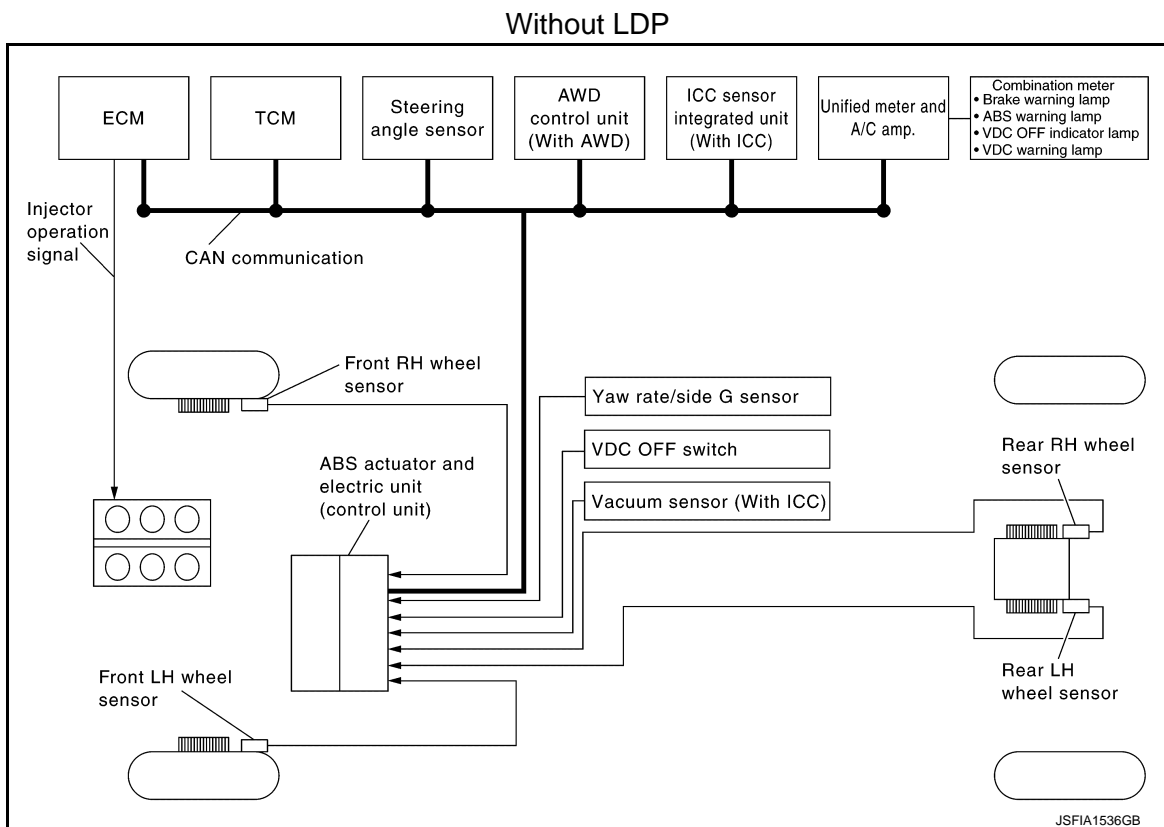 Without LDP
ECM
TCM
Steering
angle sensor
AWD
control unit
(With AWD)
ICC sensor
integrated unit
(With ICC)
Unified meter and
A/C amp.
Combination meter
• Brake warning lamp
• ABS warning lamp
• VDC OFF indicator lamp
• VDC warning lamp
Injector
operation
signal
CAN communication
Front RH wheel
sensor
Yaw rate/side G sensor
VDC OFF switch
Vacuum sensor (With ICC)
Rear RH wheel
sensor
ABS actuator and
electric unit
(control unit)
Front LH wheel
sensor
Rear LH
wheel sensor
JSFIA1536GB